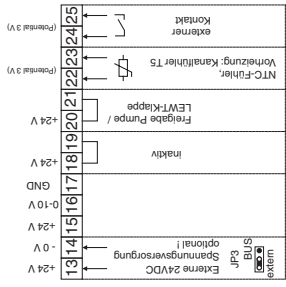 Externe 24VDC 13 +24 V
Spannungsversorgung 14 - 0 V
optional !
JP3
BUS
extern
15 +24 V
16 0-10 V
17 GND
inaktiv
18 +24 V
19
Freigabe Pumpe / 20 +24 V
LEWT-Klappe 21
NTC-Fühler, 22
Vorheizung: Kanalfühler T5 23 (Potential 3 V)
externer 24 (Potential 3 V)
Kontakt 25